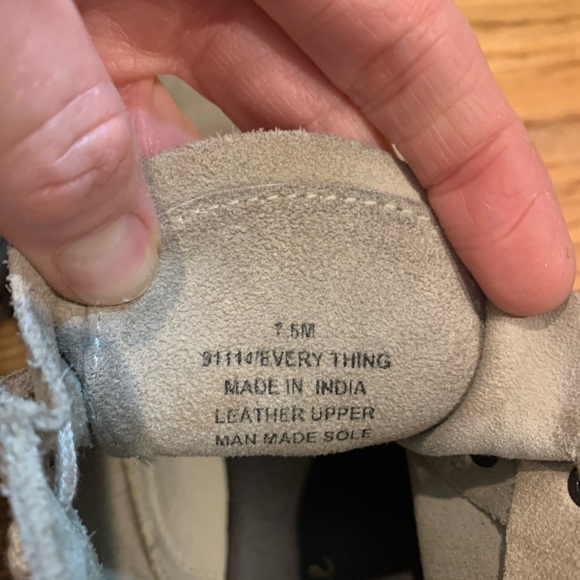 7.5M
91114/EVERY THING
MADE IN INDIA
LEATHER UPPER
MAN MADE SOLE